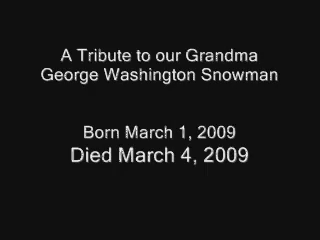 A Tribute to our Grandma
George Washington Snowman
Born March 1, 2009
Died March 4, 2009